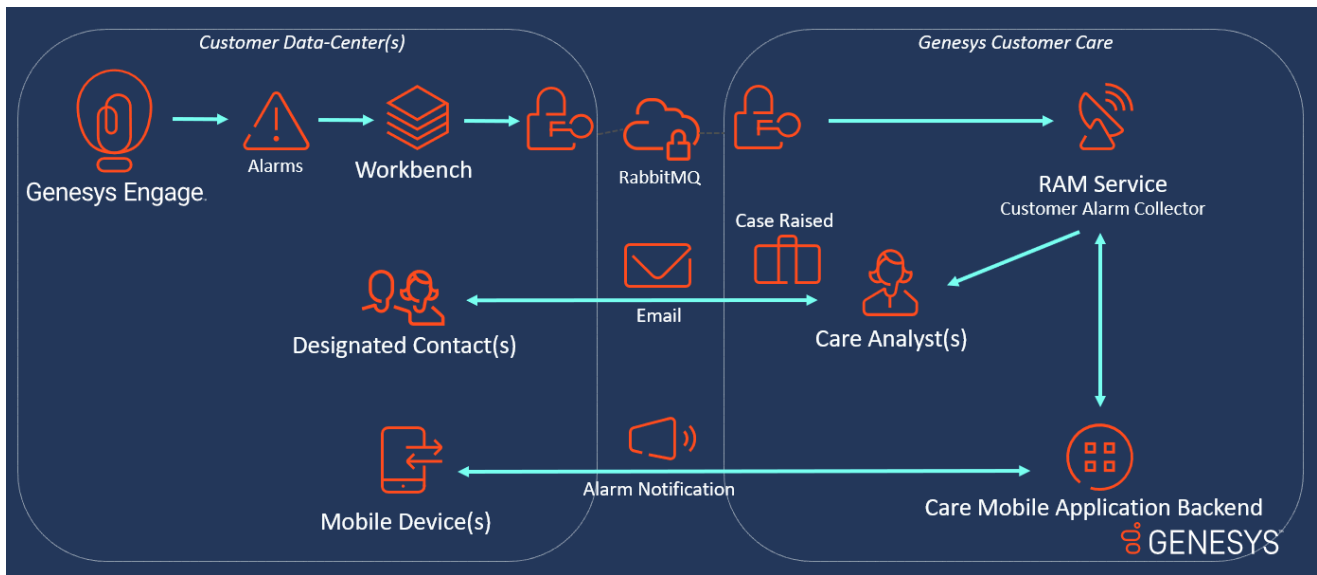 Customer Data-Center(s)
Genesys Customer Care
Genesys Engage.
Alarms
Workbench
RabbitMQ
RAM Service
Customer Alarm Collector
Case Raised
Email
Designated Contact(s)
Care Analyst(s)
Alarm Notification
Mobile Device(s)
Care Mobile Application Backend
GENESYS™